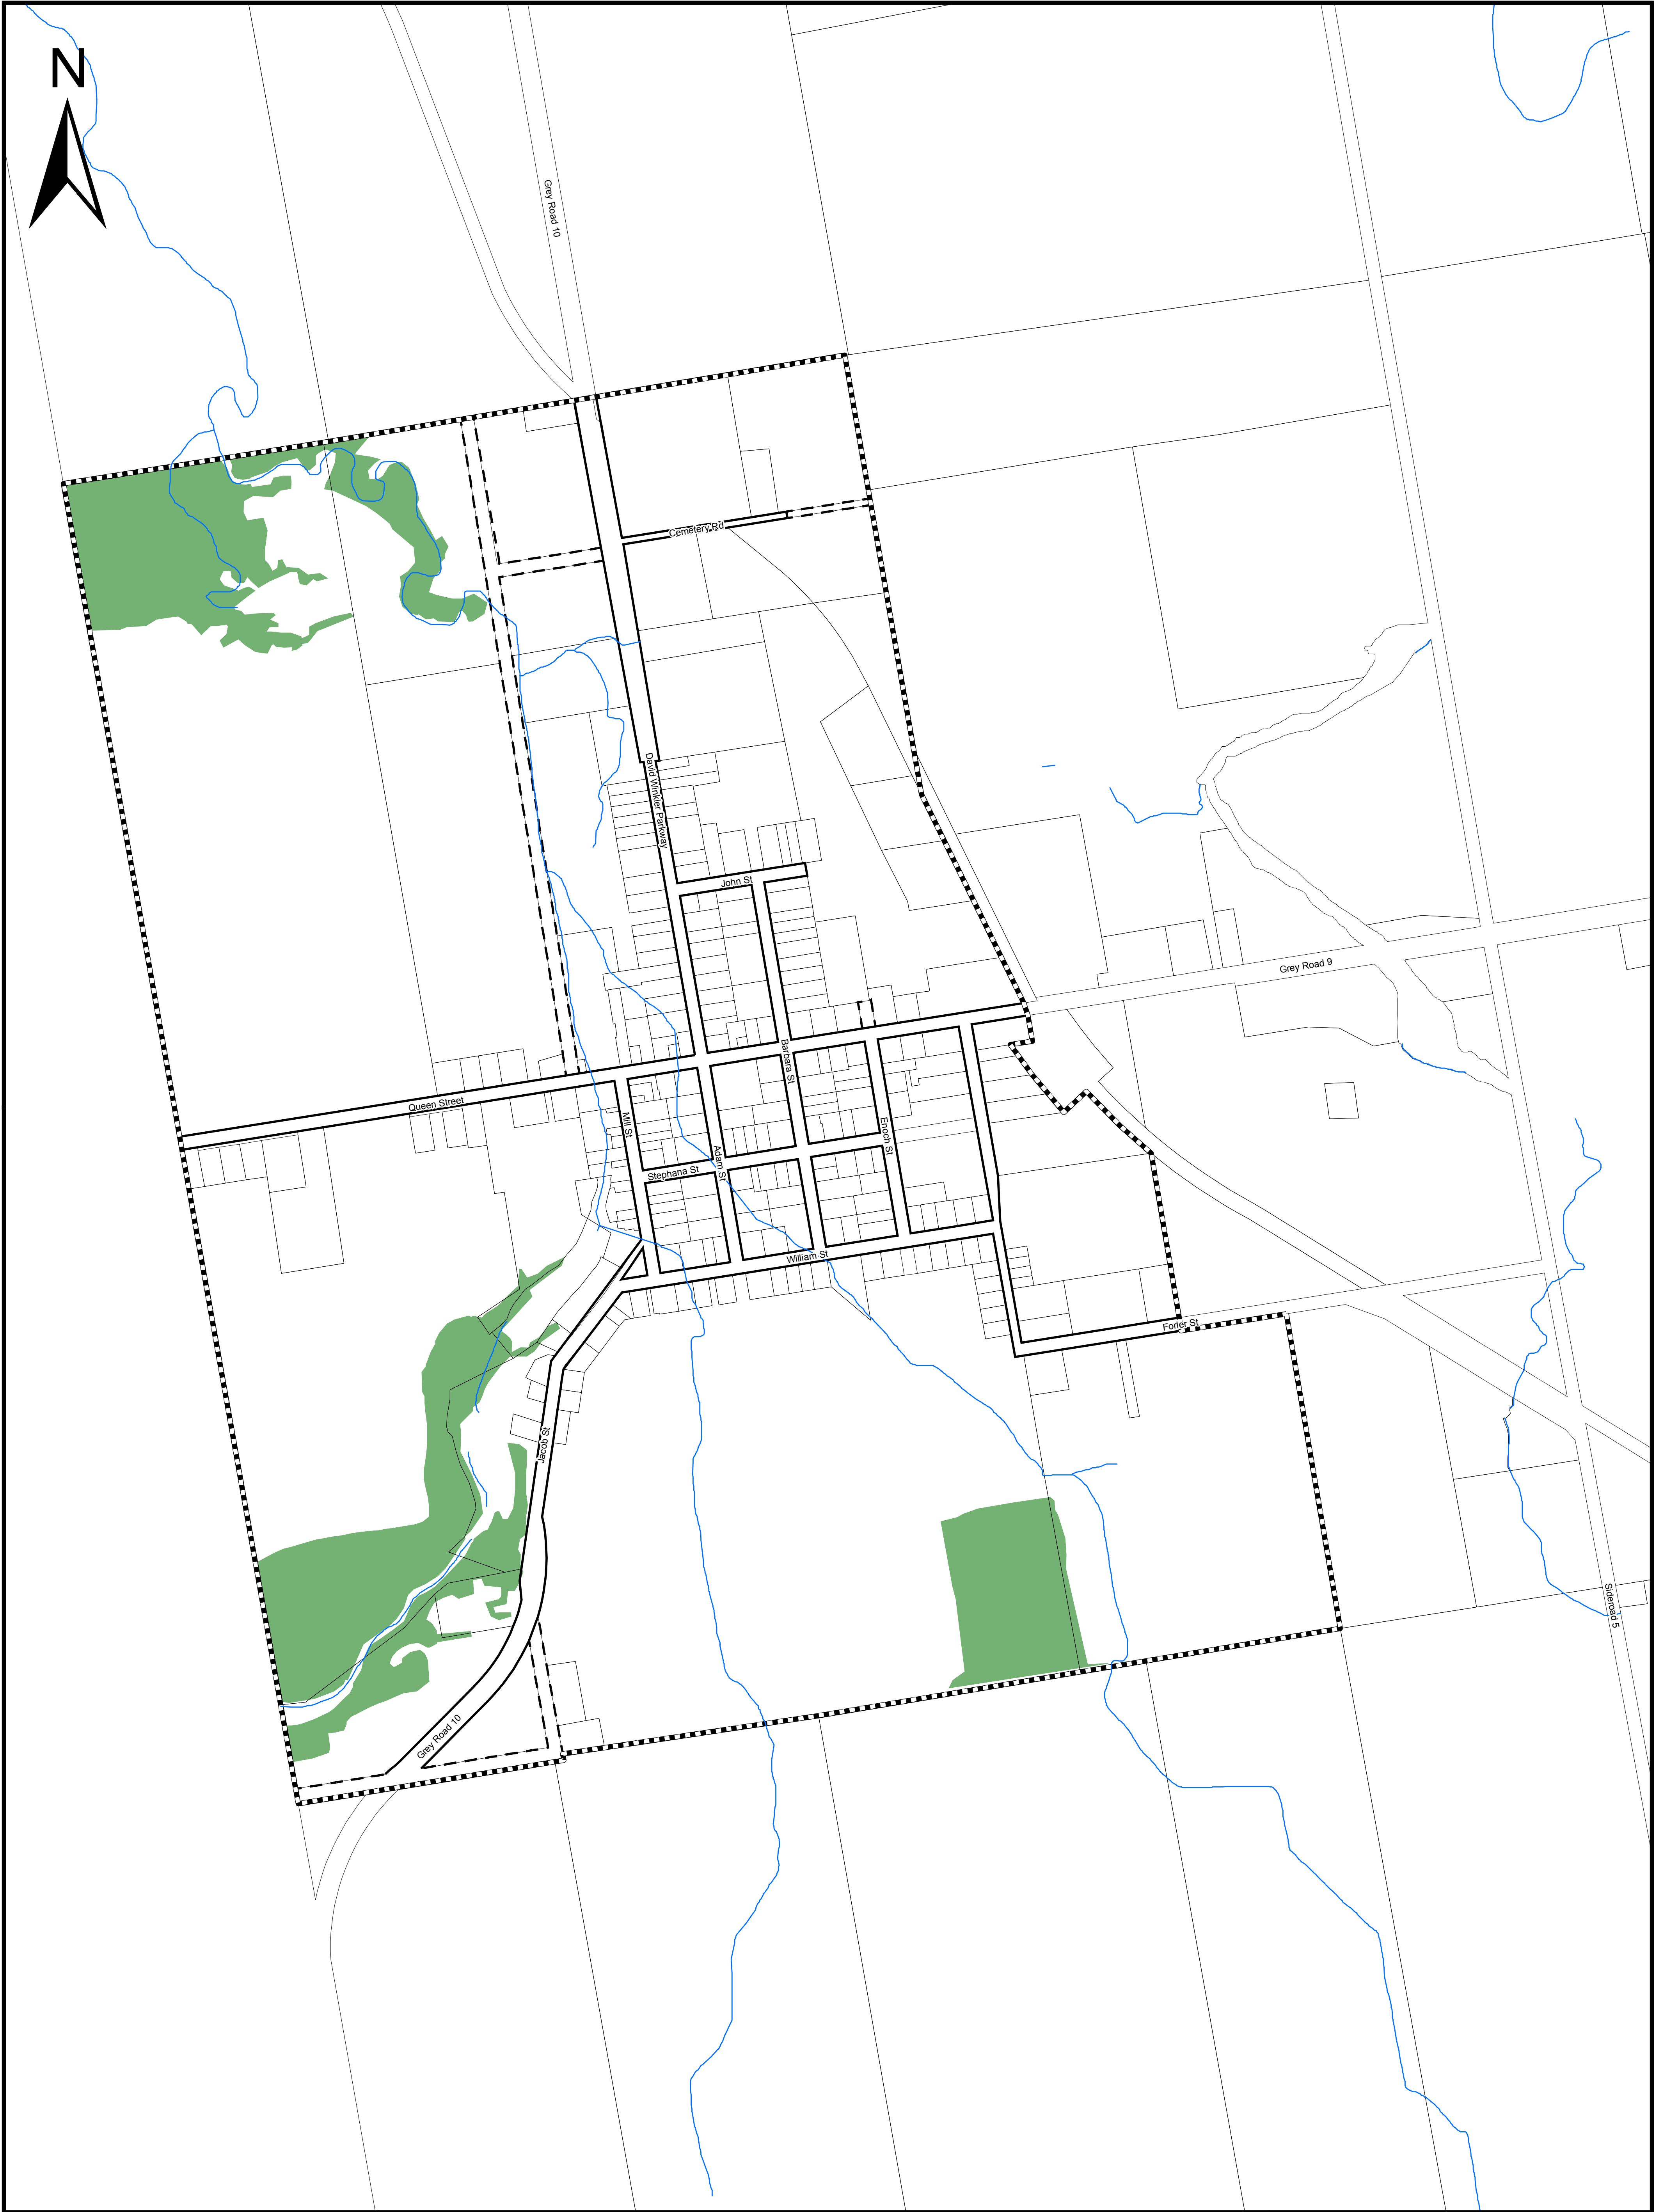 N
Grey Road 10
Cemetery Rd
David Winkler Parkway
John St
Grey Road 9
Barbara St
Queen Street
Mill St
Enoch St
Adam St
Stephana St
William St
Forler St
Jacob St
Sideroad 5
Grey Road 10